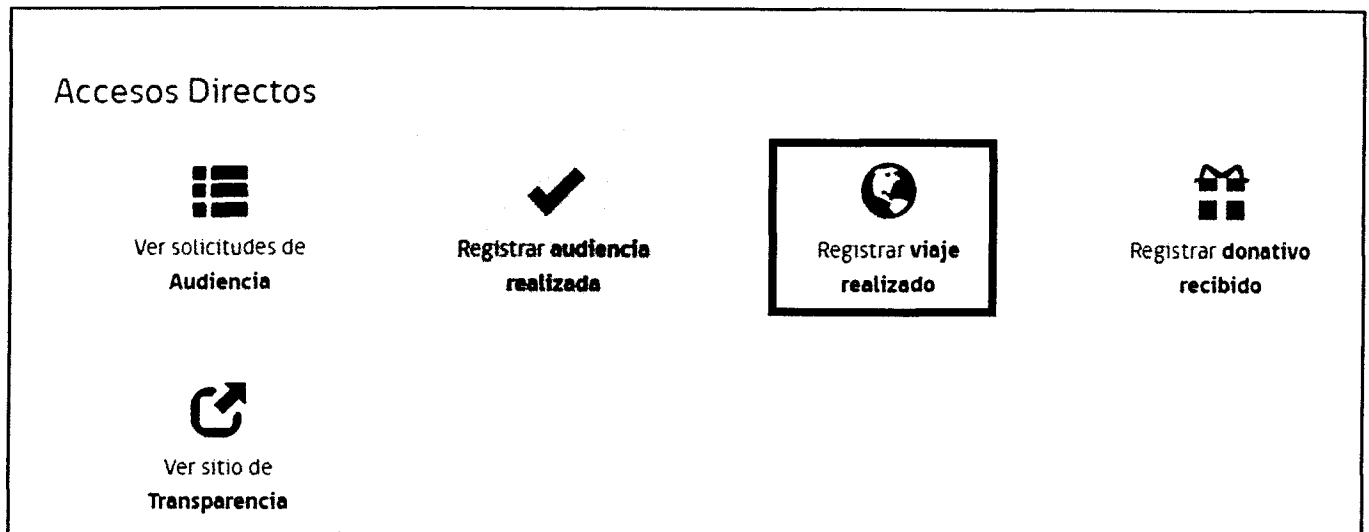 Accesos Directos
Ver solicitudes de
Audiencia
Registrar audiencia
realizada
Registrar viaje
realizado
Registrar donativo
recibido
Ver sitio de
Transparencia